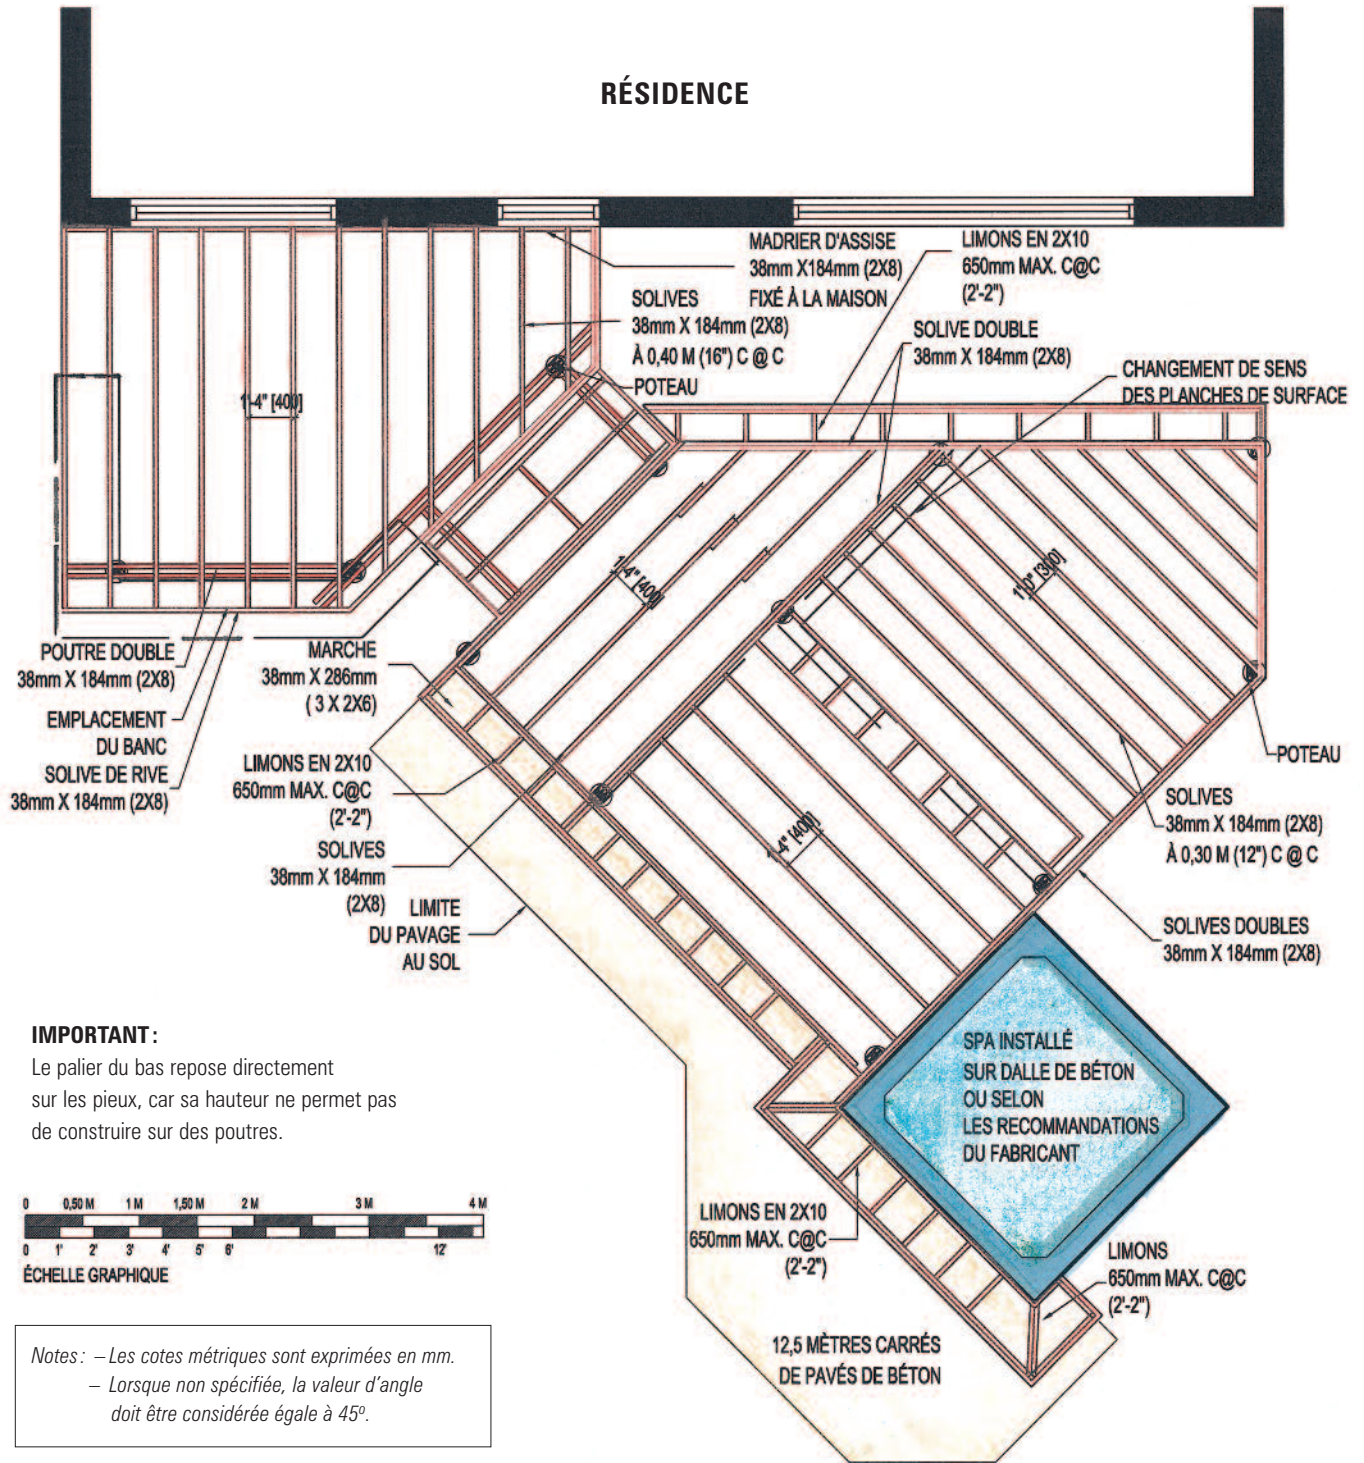 RÉSIDENCE
MADRIER D'ASSISE
38mm X184mm (2X8)
FIXÉ À LA MAISON
LIMONS EN 2X10
650mm MAX. C@C
(2'-2")
SOLIVES
38mm X 184mm (2X8)
À 0,40 M (16") C @ C
SOLIVE DOUBLE
38mm X 184mm (2X8)
POTEAU
CHANGEMENT DE SENS
DES PLANCHES DE SURFACE
1'-4" [400]
1'-4" [400]
1'0" [300]
1'-4" [400]
POUTRE DOUBLE
38mm X 184mm (2X8)
EMPLACEMENT
DU BANC
SOLIVE DE RIVE
38mm X 184mm (2X8)
MARCHE
38mm X 286mm
( 3 X 2X6)
LIMONS EN 2X10
650mm MAX. C@C
(2'-2")
SOLIVES
38mm X 184mm
(2X8)
LIMITE
DU PAVAGE
AU SOL
POTEAU
SOLIVES
38mm X 184mm (2X8)
À 0,30 M (12") C @ C
SOLIVES DOUBLES
38mm X 184mm (2X8)
IMPORTANT :
Le palier du bas repose directement
sur les pieux, car sa hauteur ne permet pas
de construire sur des poutres.
SPA INSTALLÉ
SUR DALLE DE BÉTON
OU SELON
LES RECOMMANDATIONS
DU FABRICANT
0 0,50 M 1 M 1,50 M 2 M 3 M 4 M
0 1' 2' 3' 4' 5' 6' 12'
ÉCHELLE GRAPHIQUE
LIMONS EN 2X10
650mm MAX. C@C
(2'-2")
LIMONS
650mm MAX. C@C
(2'-2")
12,5 MÈTRES CARRÉS
DE PAVÉS DE BÉTON
Notes : – Les cotes métriques sont exprimées en mm.
– Lorsque non spécifiée, la valeur d'angle
doit être considérée égale à 45º.